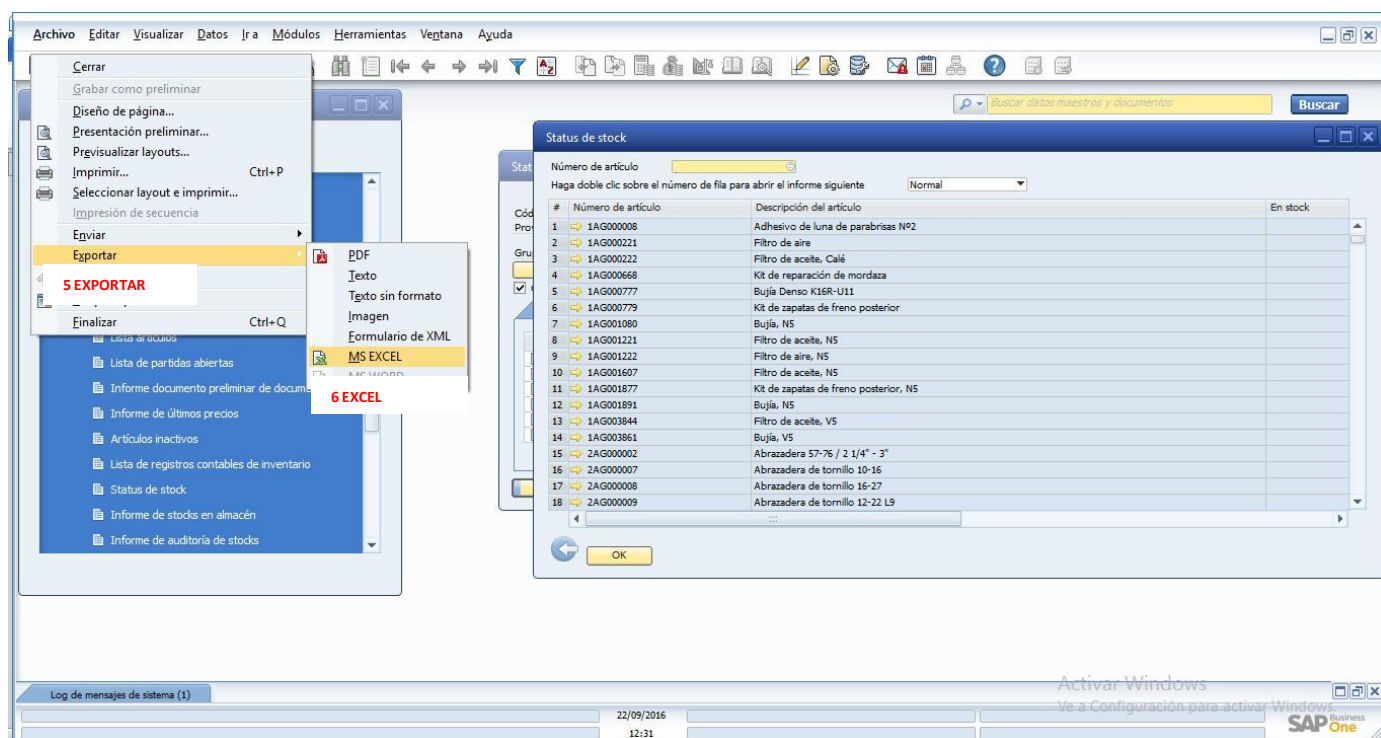 Archivo Editar Visualizar Datos Ir a Módulos Herramientas Ventana Ayuda
Cerrar
Grabar como preliminar
Diseño de página...
Presentación preliminar...
Previsualizar layouts...
Imprimir... Ctrl+P
Seleccionar layout e imprimir...
Impresión de secuencia
Enviar
Exportar
5 EXPORTAR
Finalizar Ctrl+Q
PDF
Texto
Texto sin formato
Imagen
Formulario de XML
MS EXCEL
MS WORD
6 EXCEL
Lista artículos
Lista de partidas abiertas
Informe documento preliminar de docum
Informe de últimos precios
Artículos inactivos
Lista de registros contables de inventario
Status de stock
Informe de stocks en almacén
Informe de auditoría de stocks
Buscar datos maestros y documentos Buscar
Stat
Cód
Prov
Gru
Status de stock
Número de artículo
Haga doble clic sobre el número de fila para abrir el informe siguiente Normal
# Número de artículo Descripción del artículo En stock
1 1AG000008 Adhesivo de luna de parabrisas Nº2
2 1AG000221 Filtro de aire
3 1AG000222 Filtro de aceite, Calé
4 1AG000668 Kit de reparación de mordaza
5 1AG000777 Bujía Denso K16R-U11
6 1AG000779 Kit de zapatas de freno posterior
7 1AG001080 Bujía, N5
8 1AG001221 Filtro de aceite, N5
9 1AG001222 Filtro de aire, N5
10 1AG001607 Filtro de aceite, N5
11 1AG001877 Kit de zapatas de freno posterior, N5
12 1AG001891 Bujía, N5
13 1AG003844 Filtro de aceite, V5
14 1AG003861 Bujía, V5
15 2AG000002 Abrazadera 57-76 / 2 1/4" - 3"
16 2AG000007 Abrazadera de tornillo 10-16
17 2AG000008 Abrazadera de tornillo 16-27
18 2AG000009 Abrazadera de tornillo 12-22 L9
OK
Log de mensajes de sistema (1)
22/09/2016
12:31
Activar Windows
Ve a Configuración para activar Windows.
SAP Business One